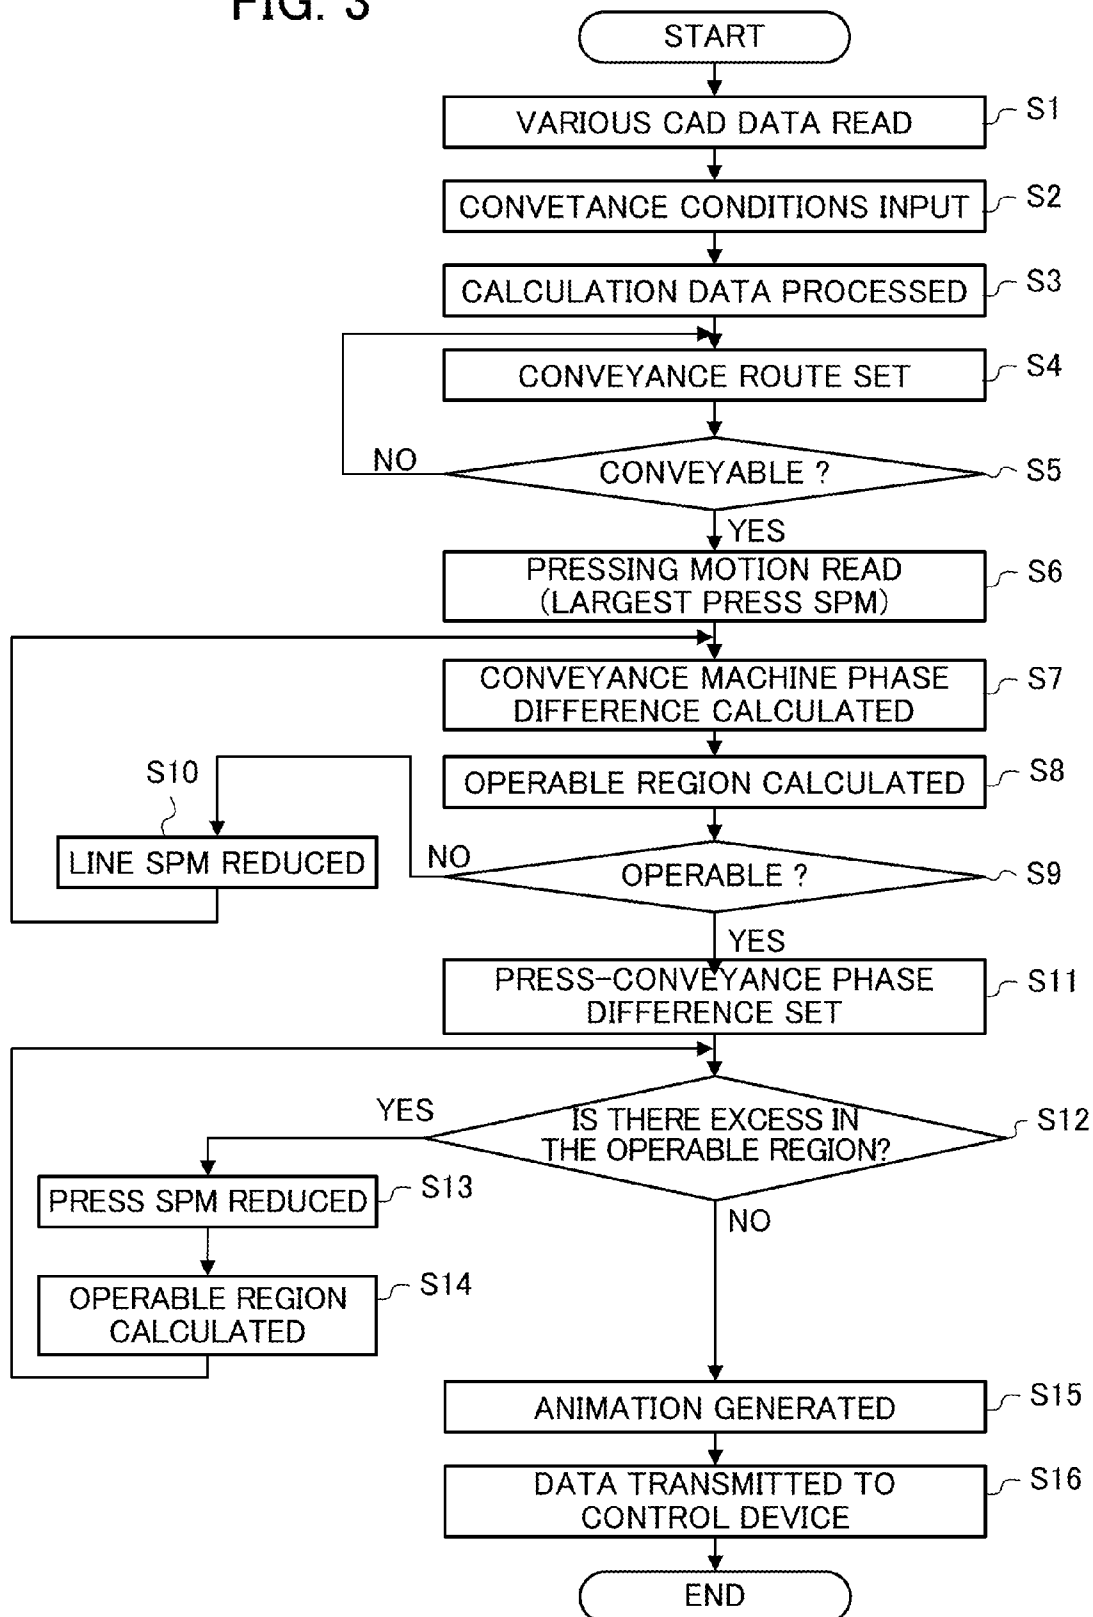 FIG. 3
START
VARIOUS CAD DATA READ
S1
CONVETANCE CONDITIONS INPUT
S2
CALCULATION DATA PROCESSED
S3
CONVEYANCE ROUTE SET
S4
NO
CONVEYABLE ?
S5
YES
PRESSING MOTION READ
(LARGEST PRESS SPM)
S6
CONVEYANCE MACHINE PHASE
DIFFERENCE CALCULATED
S7
S10
OPERABLE REGION CALCULATED
S8
LINE SPM REDUCED
NO
OPERABLE ?
S9
YES
PRESS-CONVEYANCE PHASE
DIFFERENCE SET
S11
YES
IS THERE EXCESS IN
THE OPERABLE REGION?
S12
PRESS SPM REDUCED
S13
NO
OPERABLE REGION
CALCULATED
S14
ANIMATION GENERATED
S15
DATA TRANSMITTED TO
CONTROL DEVICE
S16
END